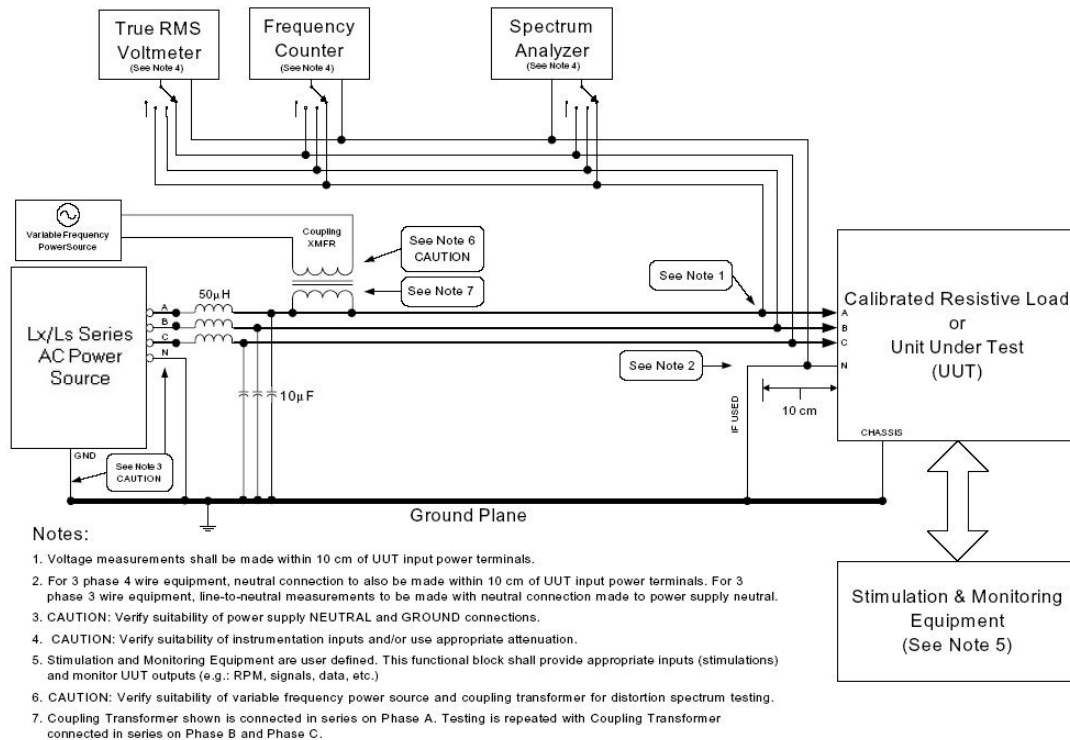 True RMS
Voltmeter
(See Note 4)
Frequency
Counter
(See Note 4)
Spectrum
Analyzer
(See Note 4)
Variable Frequency
PowerSource
Coupling
XMFR
See Note 6
CAUTION
See Note 7
See Note 1
Lx/Ls Series
AC Power
Source
A
B
C
N
50μH
10μF
See Note 2
Calibrated Resistive Load
or
Unit Under Test
(UUT)
A
B
C
N
10 cm
IF USED
CHASSIS
GND
See Note 3
CAUTION
Ground Plane
Stimulation & Monitoring
Equipment
(See Note 5)
Notes:
1. Voltage measurements shall be made within 10 cm of UUT input power terminals.
2. For 3 phase 4 wire equipment, neutral connection to also be made within 10 cm of UUT input power terminals. For 3
phase 3 wire equipment, line-to-neutral measurements to be made with neutral connection made to power supply neutral.
3. CAUTION: Verify suitability of power supply NEUTRAL and GROUND connections.
4. CAUTION: Verify suitability of instrumentation inputs and/or use appropriate attenuation.
5. Stimulation and Monitoring Equipment are user defined. This functional block shall provide appropriate inputs (stimulations)
and monitor UUT outputs (e.g.: RPM, signals, data, etc.)
6. CAUTION: Verify suitability of variable frequency power source and coupling transformer for distortion spectrum testing.
7. Coupling Transformer shown is connected in series on Phase A. Testing is repeated with Coupling Transformer
connected in series on Phase B and Phase C.